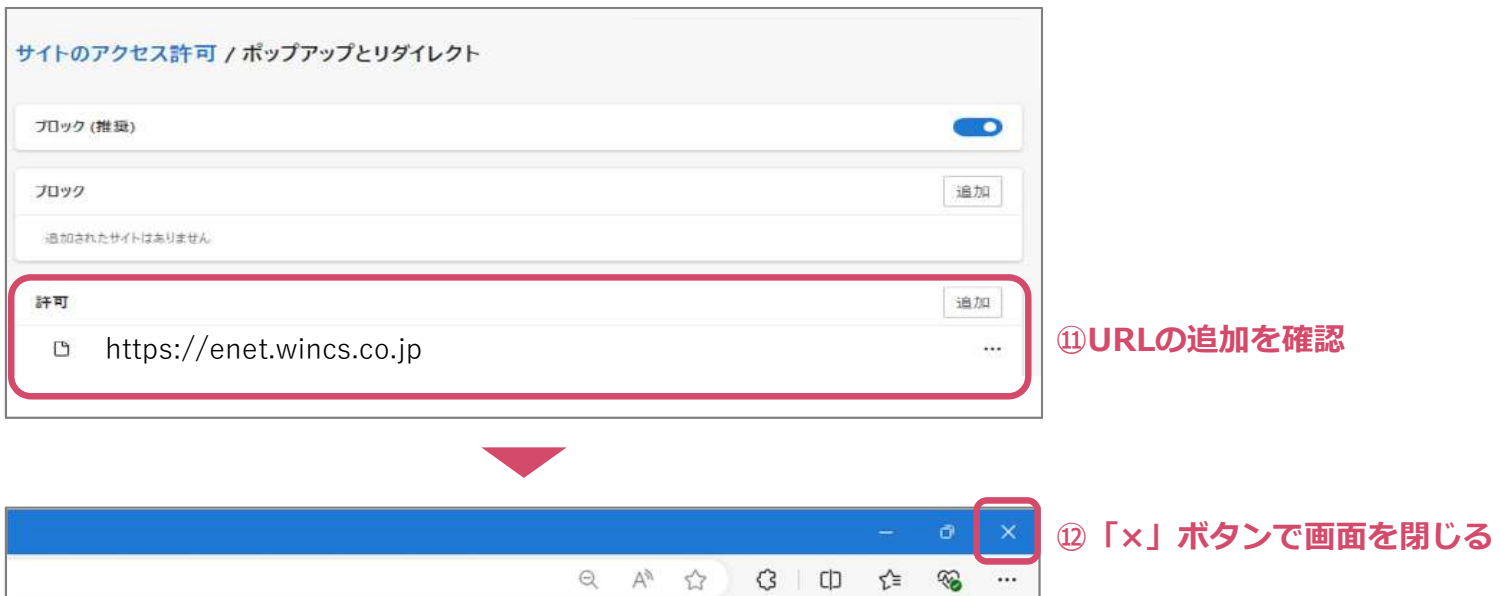 サイトのアクセス許可 / ポップアップとリダイレクト
ブロック (推奨)
ブロック
追加
追加されたサイトはありません
許可
追加
https://enet.wincs.co.jp
⑪URLの追加を確認
⑫「×」ボタンで画面を閉じる